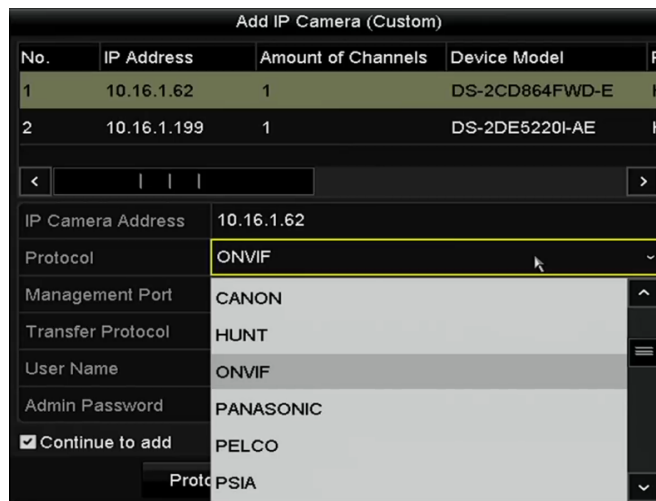 Add IP Camera (Custom)
No. IP Address Amount of Channels Device Model
1 10.16.1.62 1 DS-2CD864FWD-E
2 10.16.1.199 1 DS-2DE5220I-AE
IP Camera Address 10.16.1.62
Protocol ONVIF
Management Port CANON
Transfer Protocol HUNT
User Name ONVIF
Admin Password PANASONIC
Continue to add PELCO
PSIA